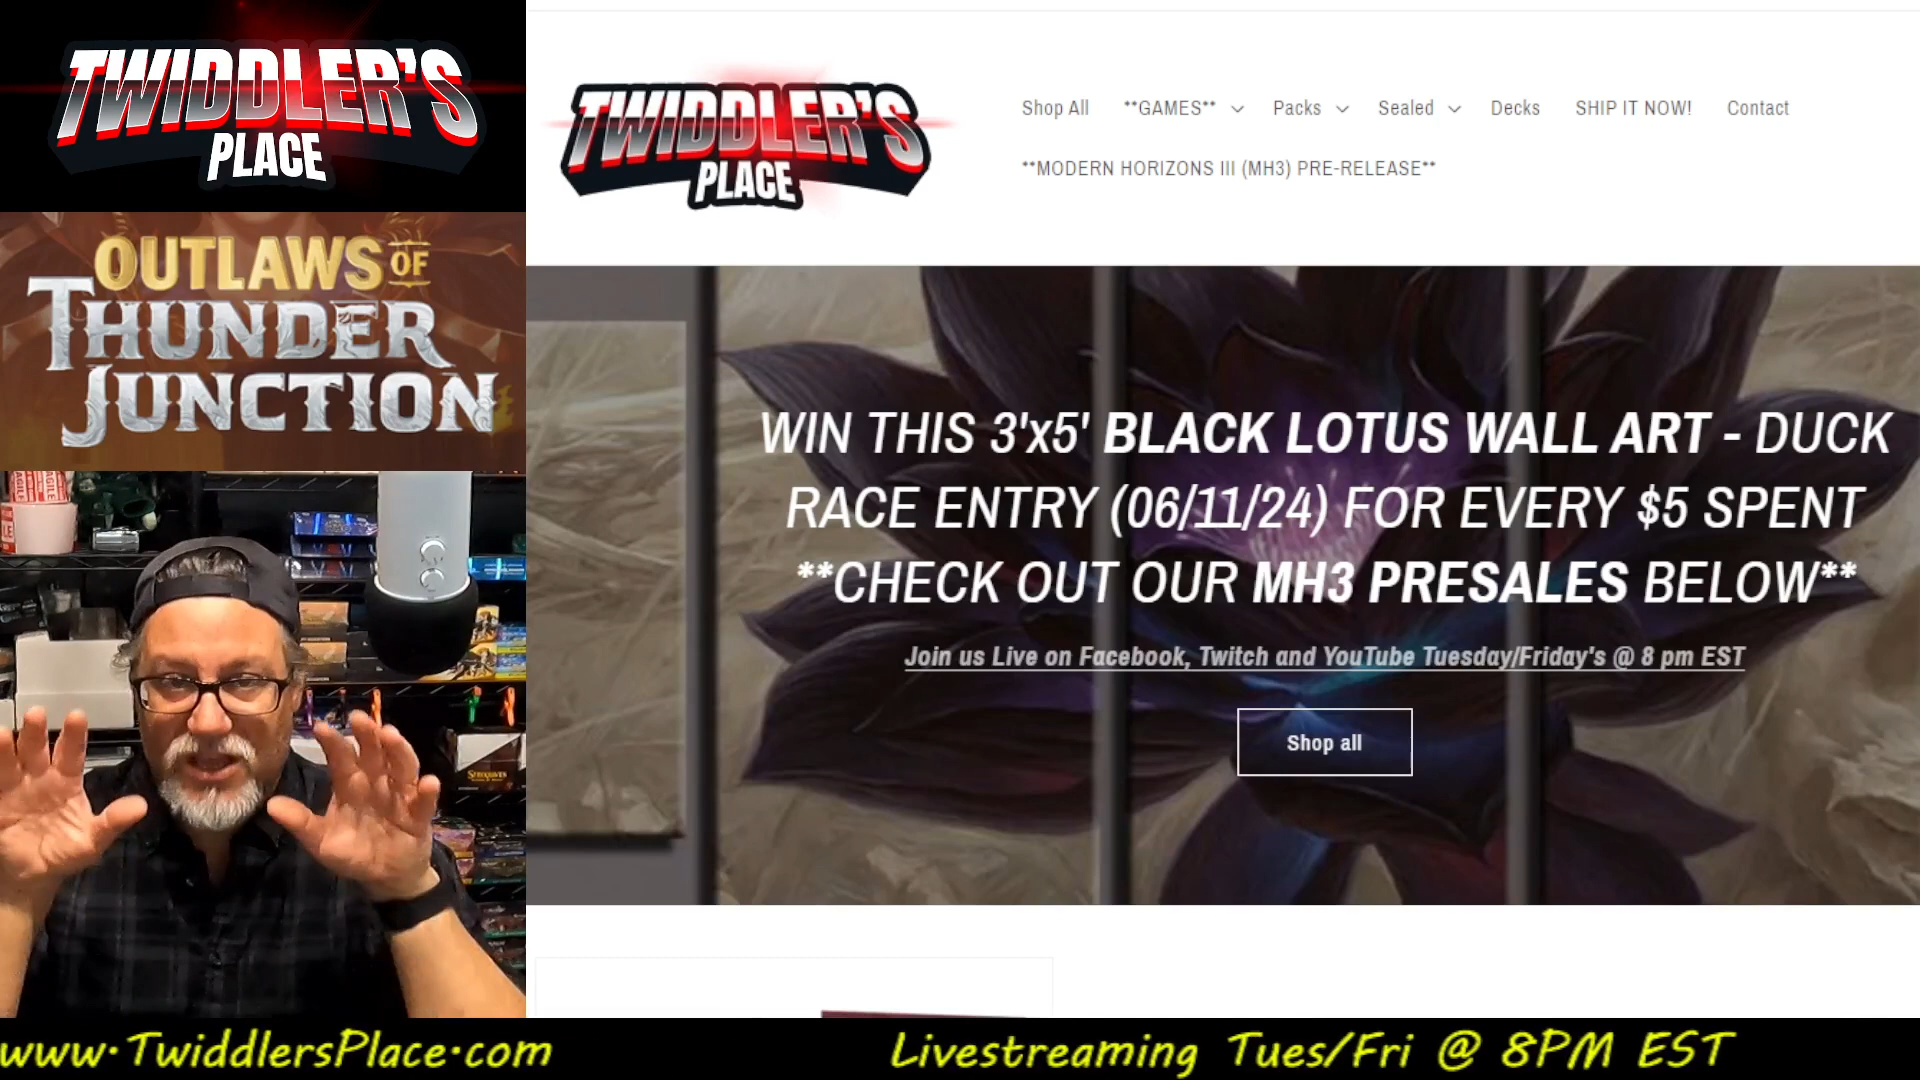 TWIDDLER'S
PLACE
OUTLAWS OF
THUNDER
JUNCTION
TWIDDLER'S
PLACE
Shop All **GAMES** Packs Sealed Decks SHIP IT NOW! Contact
**MODERN HORIZONS III (MH3) PRE-RELEASE**
WIN THIS 3'x5' BLACK LOTUS WALL ART - DUCK
RACE ENTRY (06/11/24) FOR EVERY $5 SPENT
**CHECK OUT OUR MH3 PRESALES BELOW**
Join us Live on Facebook, Twitch and YouTube Tuesday/Friday's @ 8 pm EST
Shop all
STRIXHAVEN
www.TwiddlersPlace.com
Livestreaming Tues/Fri @ 8PM EST